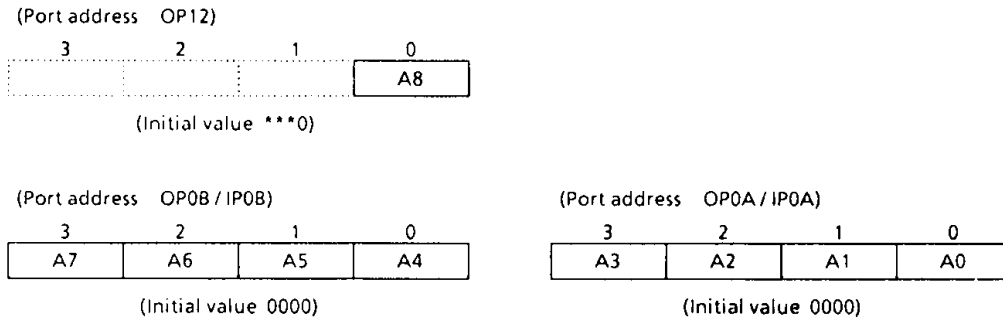 (Port address OP12)
3 2 1 0
A8
(Initial value ***0)
(Port address OP0B / IP0B)
3 2 1 0
A7 A6 A5 A4
(Initial value 0000)
(Port address OP0A / IP0A)
3 2 1 0
A3 A2 A1 A0
(Initial value 0000)